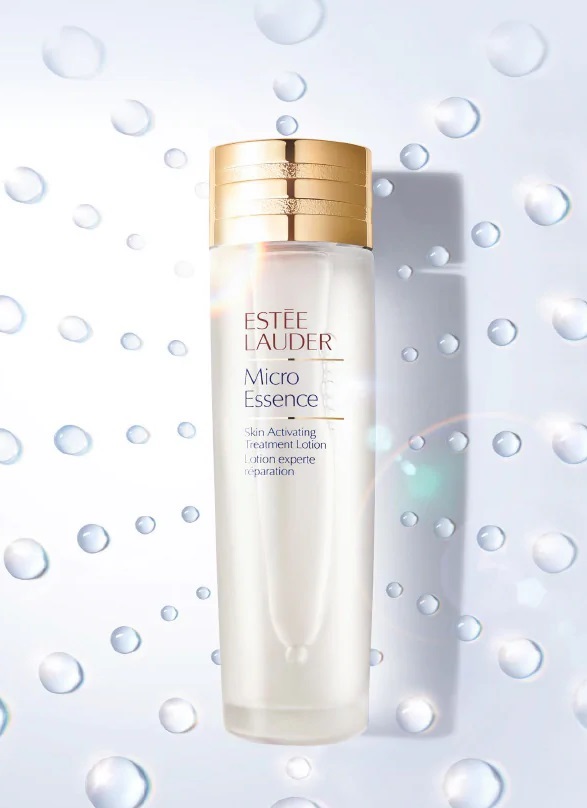 ESTĒE
LAUDER
Micro
Essence
Skin Activating
Treatment Lotion
Lotion experte
réparation